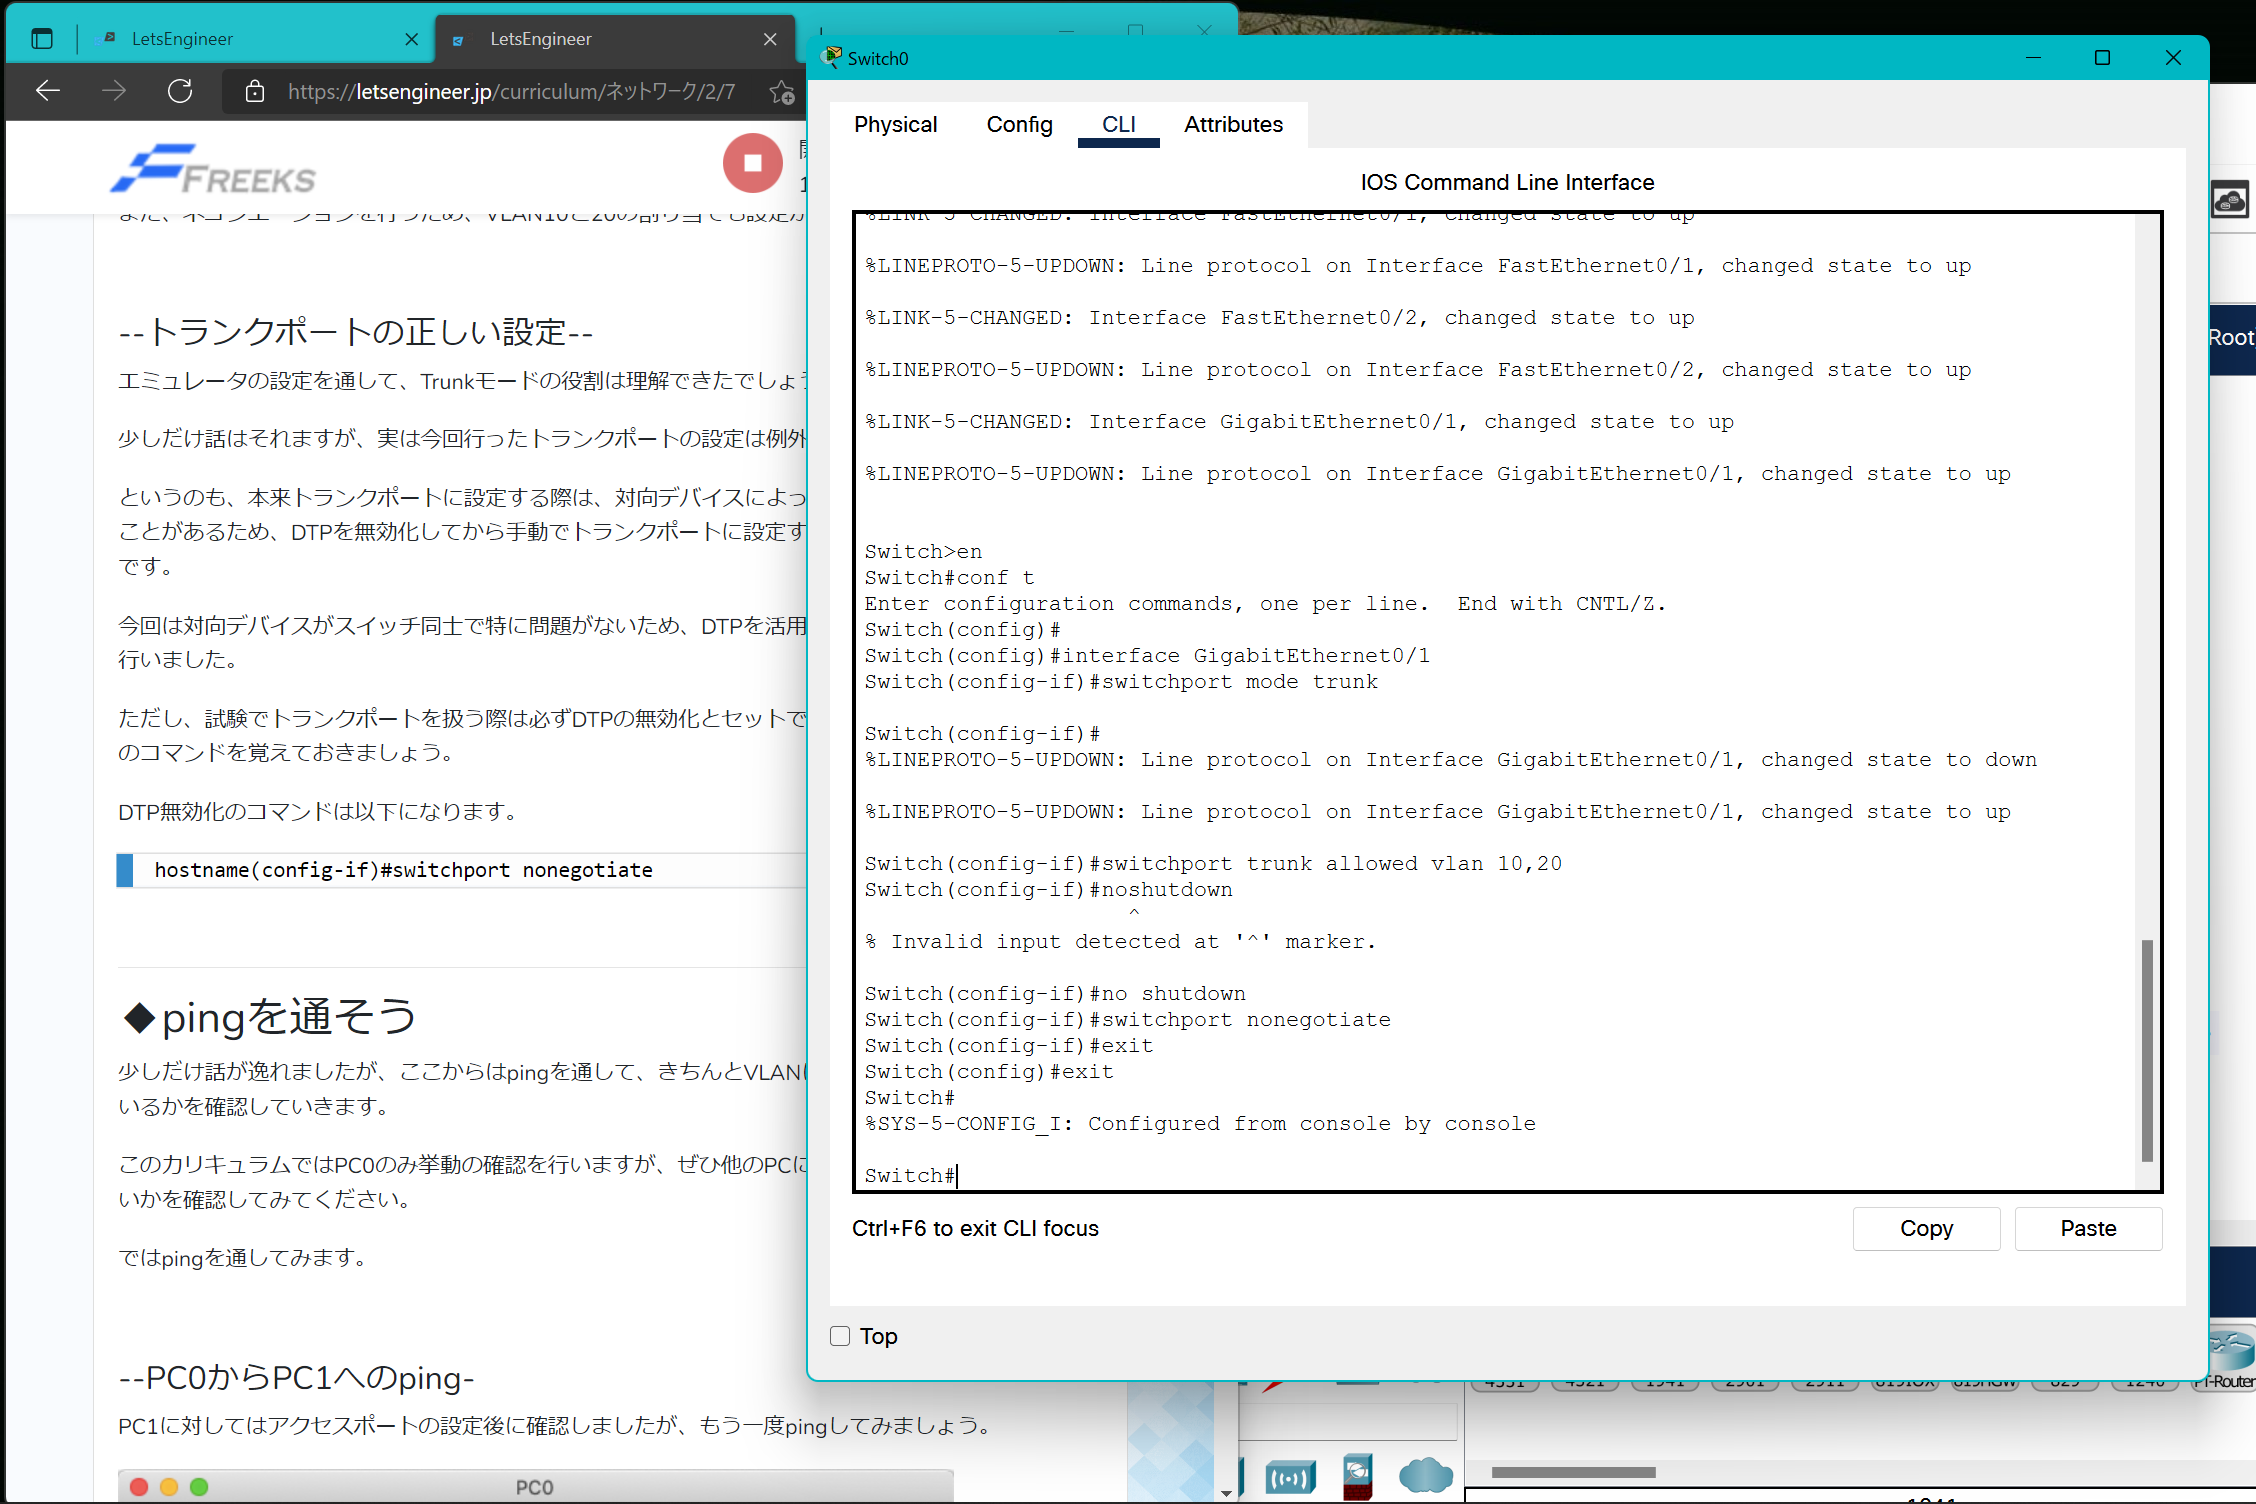 LetsEngineer
LetsEngineer
https://letsengineer.jp/curriculum/ネットワーク/2/7
FREEKS
--トランクポートの正しい設定--
エミュレータの設定を通して、Trunkモードの役割は理解できたでしょ
少しだけ話はそれますが、実は今回行ったトランクポートの設定は例外
というのも、本来トランクポートに設定する際は、対向デバイスによっ
ことがあるため、DTPを無効化してから手動でトランクポートに設定す
です。
今回は対向デバイスがスイッチ同士で特に問題がないため、DTPを活用
行いました。
ただし、試験でトランクポートを扱う際は必ずDTPの無効化とセットで
のコマンドを覚えておきましょう。
DTP無効化のコマンドは以下になります。
hostname(config-if)#switchport nonegotiate
◆pingを通そう
少しだけ話が逸れましたが、ここからはpingを通して、きちんとVLAN
いるかを確認していきます。
このカリキュラムではPC0のみ挙動の確認を行いますが、ぜひ他のPCに
いかを確認してみてください。
ではpingを通してみます。
--PC0からPC1へのping-
PC1に対してはアクセスポートの設定後に確認しましたが、もう一度pingしてみましょう。
PC0
Switch0
Physical
Config
CLI
Attributes
IOS Command Line Interface
%LINK-5-CHANGED: Interface FastEthernet0/1, changed state to up
%LINEPROTO-5-UPDOWN: Line protocol on Interface FastEthernet0/1, changed state to up
%LINK-5-CHANGED: Interface FastEthernet0/2, changed state to up
%LINEPROTO-5-UPDOWN: Line protocol on Interface FastEthernet0/2, changed state to up
%LINK-5-CHANGED: Interface GigabitEthernet0/1, changed state to up
%LINEPROTO-5-UPDOWN: Line protocol on Interface GigabitEthernet0/1, changed state to up
Switch>en
Switch#conf t
Enter configuration commands, one per line.  End with CNTL/Z.
Switch(config)#
Switch(config)#interface GigabitEthernet0/1
Switch(config-if)#switchport mode trunk
Switch(config-if)#
%LINEPROTO-5-UPDOWN: Line protocol on Interface GigabitEthernet0/1, changed state to down
%LINEPROTO-5-UPDOWN: Line protocol on Interface GigabitEthernet0/1, changed state to up
Switch(config-if)#switchport trunk allowed vlan 10,20
Switch(config-if)#noshutdown
^
% Invalid input detected at '^' marker.
Switch(config-if)#no shutdown
Switch(config-if)#switchport nonegotiate
Switch(config-if)#exit
Switch(config)#exit
Switch#
%SYS-5-CONFIG_I: Configured from console by console
Switch#
Ctrl+F6 to exit CLI focus
Copy
Paste
Top
Root
PT-Router